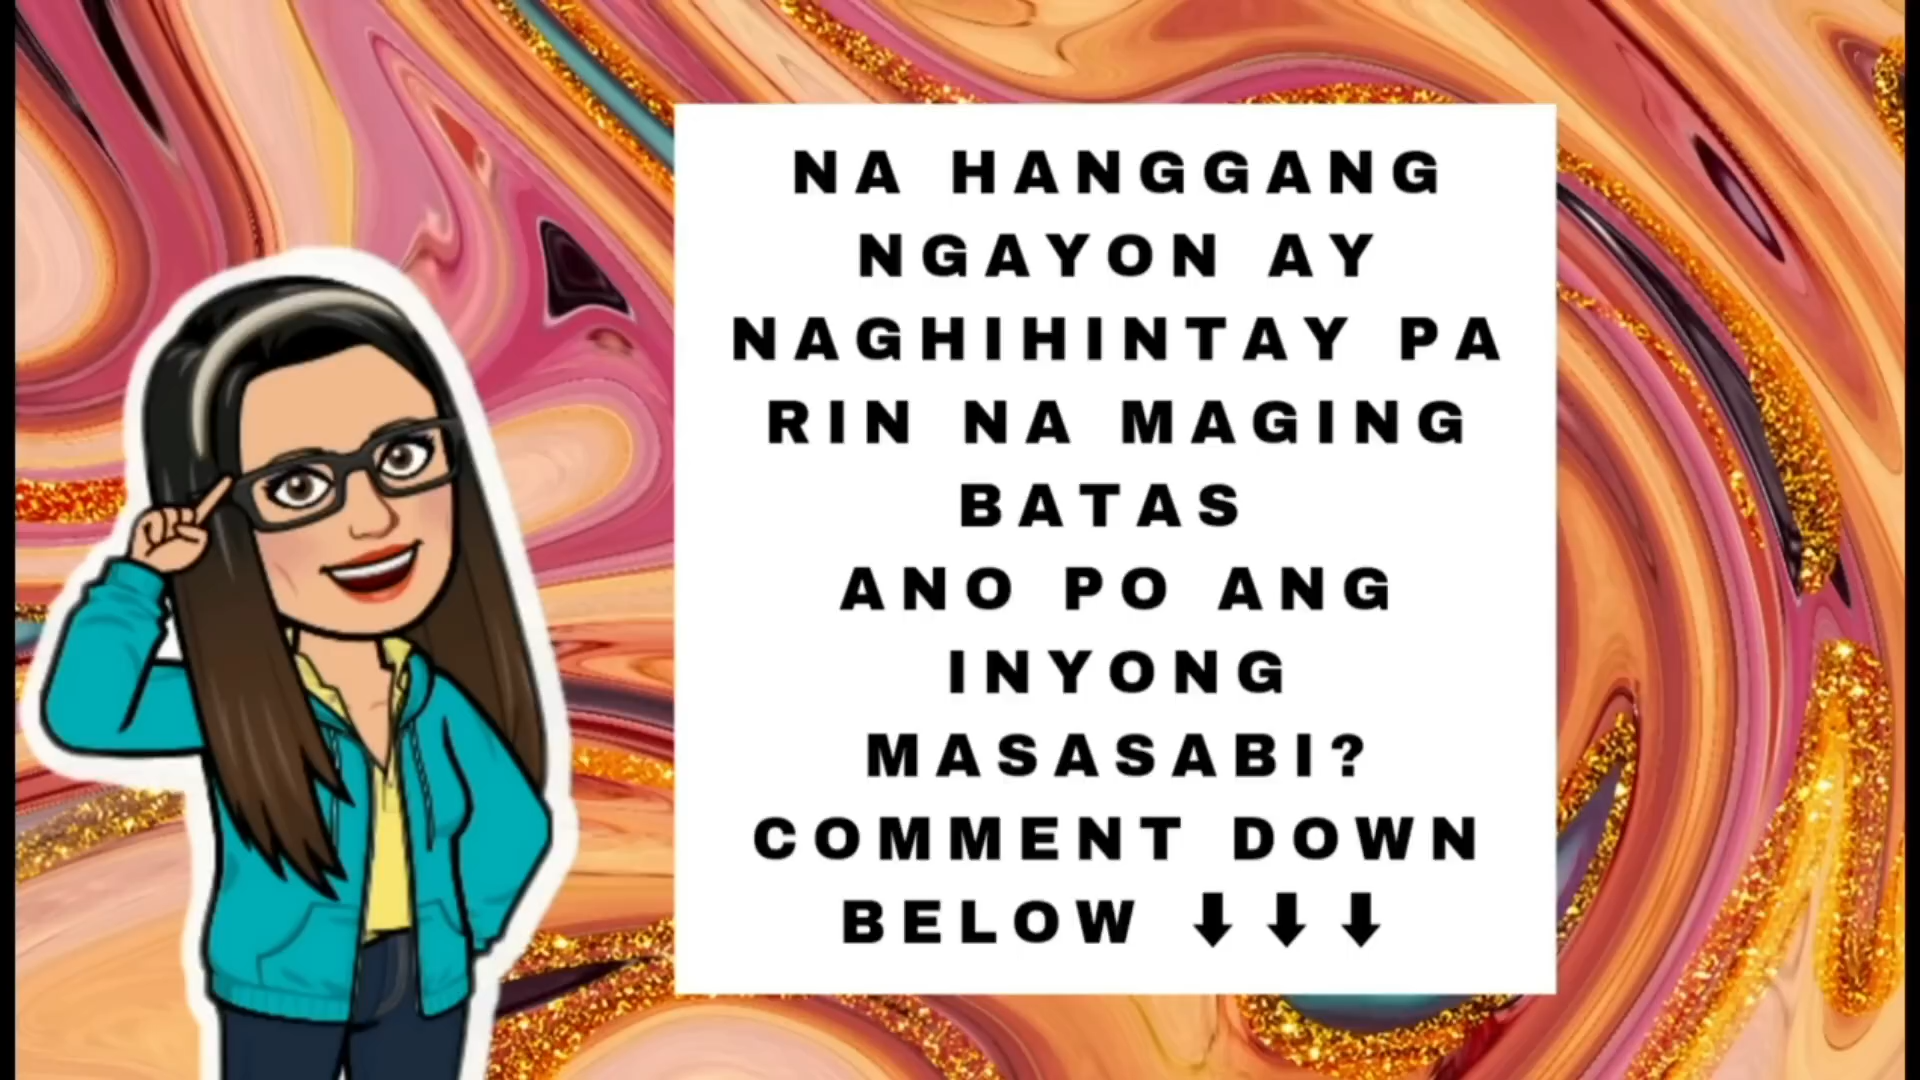 NA HANGGANG
NGAYON AY
NAGHIHINTAY PA
RIN NA MAGING
BATAS
ANO PO ANG
INYONG
MASASABI?
COMMENT DOWN
BELOW ⬇⬇⬇